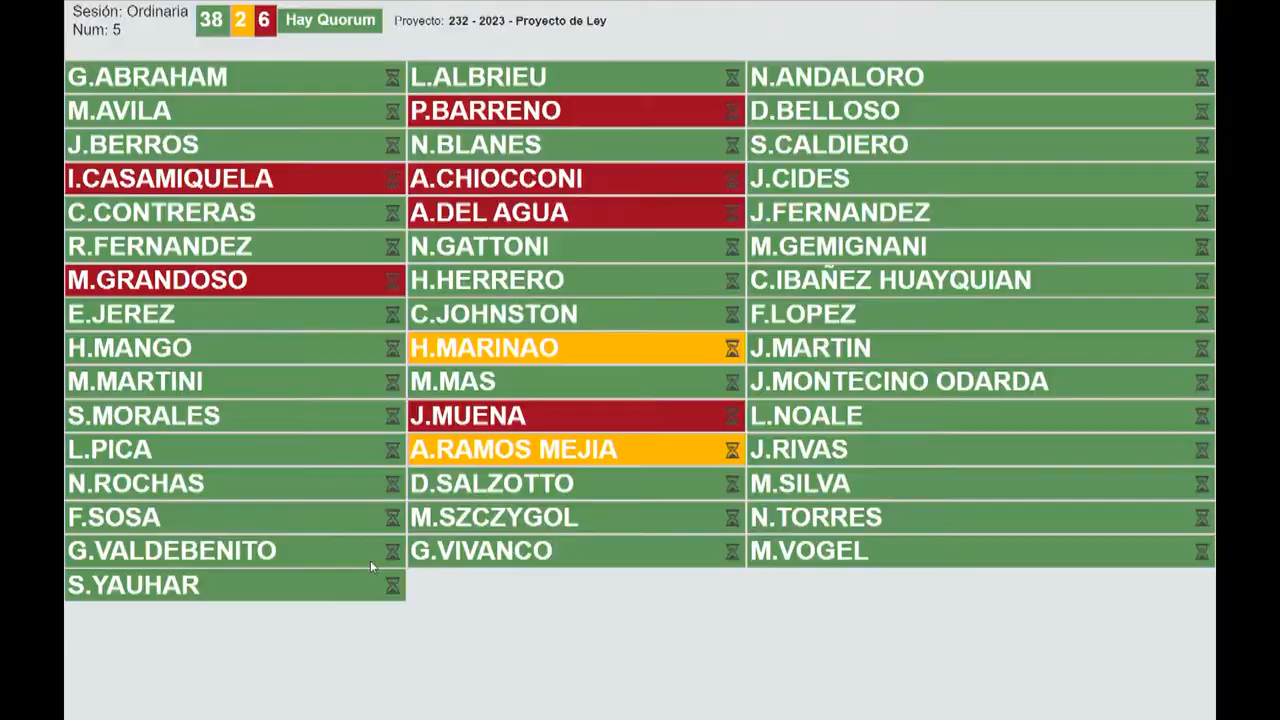 Sesión: Ordinaria
Num: 5
38 2 6 Hay Quorum
Proyecto: 232 - 2023 - Proyecto de Ley
G.ABRAHAM L.ALBRIEU N.ANDALORO
M.AVILA P.BARRENO D.BELLOSO
J.BERROS N.BLANES S.CALDIERO
I.CASAMIQUELA A.CHIOCCONI J.CIDES
C.CONTRERAS A.DEL AGUA J.FERNANDEZ
R.FERNANDEZ N.GATTONI M.GEMIGNANI
M.GRANDOSO H.HERRERO C.IBAÑEZ HUAYQUIAN
E.JEREZ C.JOHNSTON F.LOPEZ
H.MANGO H.MARINAO J.MARTIN
M.MARTINI M.MAS J.MONTECINO ODARDA
S.MORALES J.MUENA L.NOALE
L.PICA A.RAMOS MEJIA J.RIVAS
N.ROCHAS D.SALZOTTO M.SILVA
F.SOSA M.SZCZYGOL N.TORRES
G.VALDEBENITO G.VIVANCO M.VOGEL
S.YAUHAR